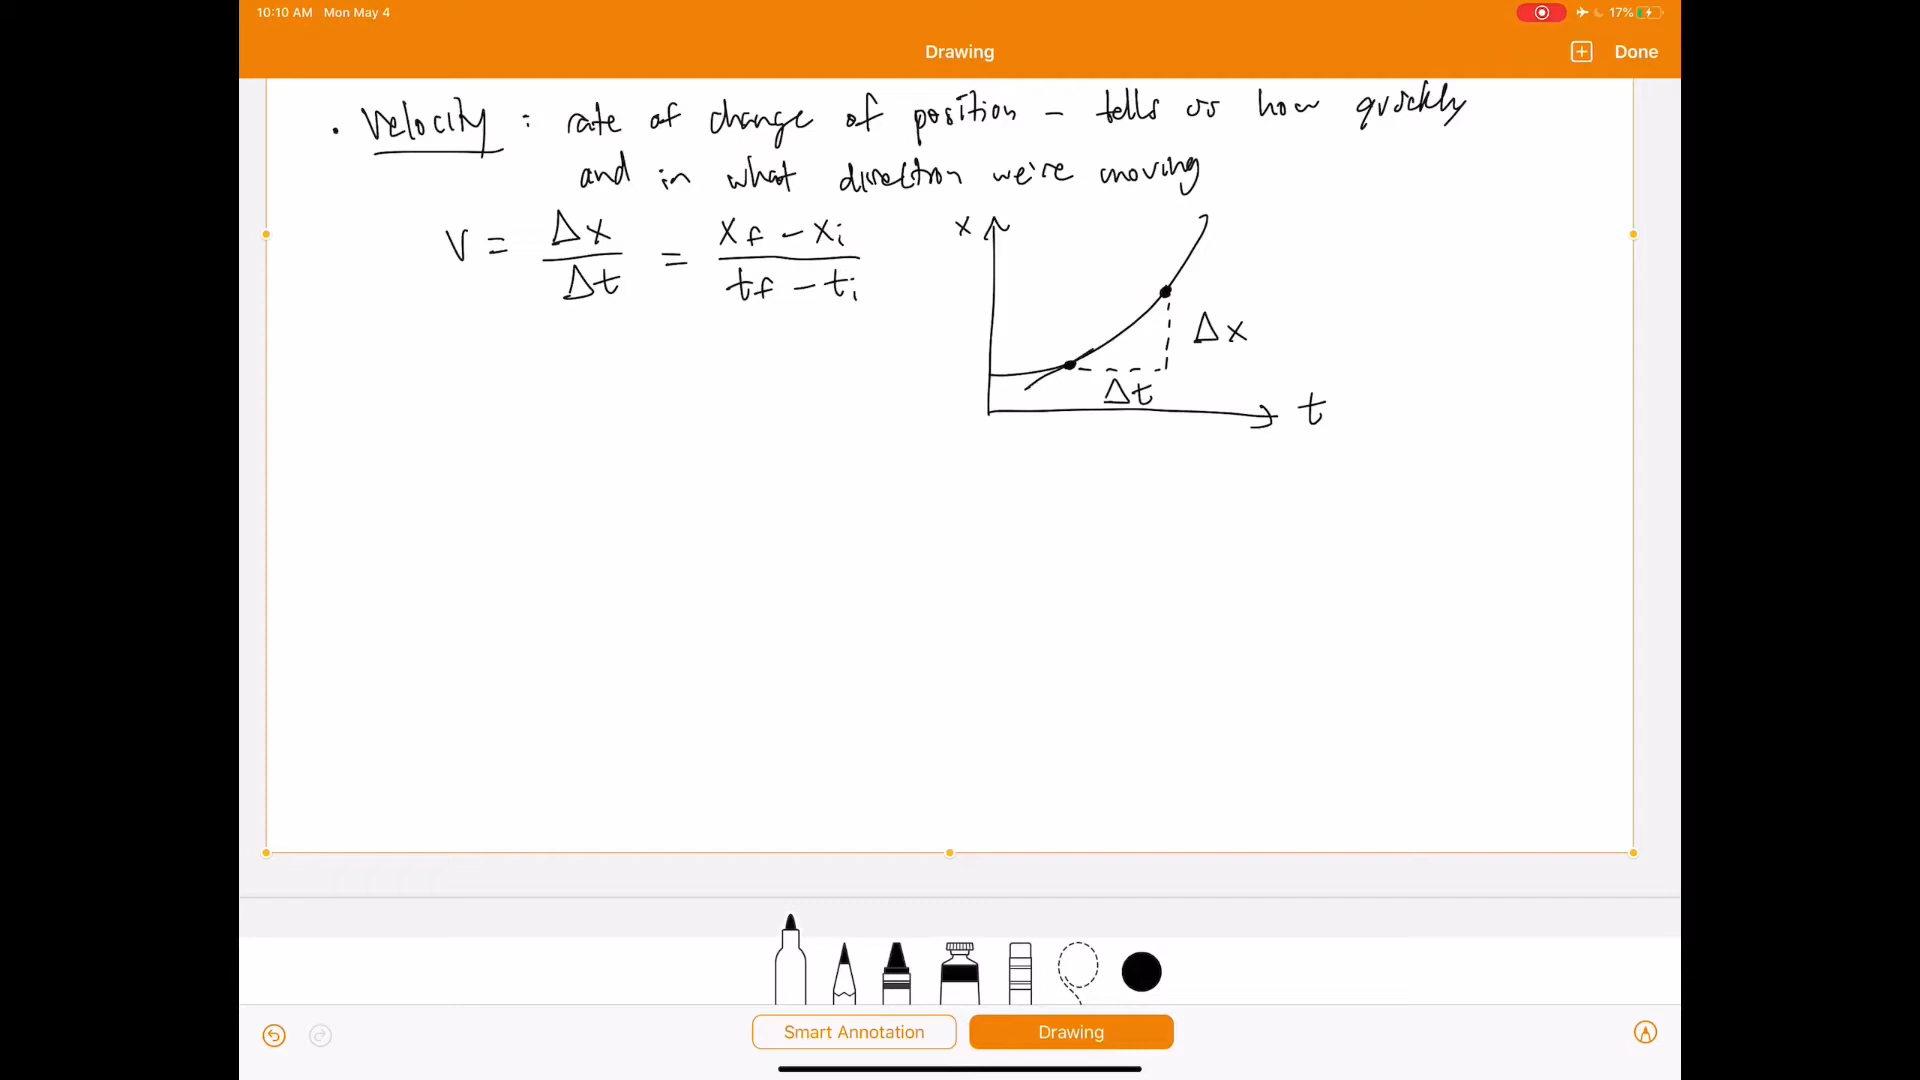 10:10 AM Mon May 4
17%
Drawing
Done
• Velocity : rate of change of position – tells us how quickly
and in what direction we're moving
v = Δx / Δt = xf – xi / tf – ti
x
Δx
Δt
t
Smart Annotation
Drawing